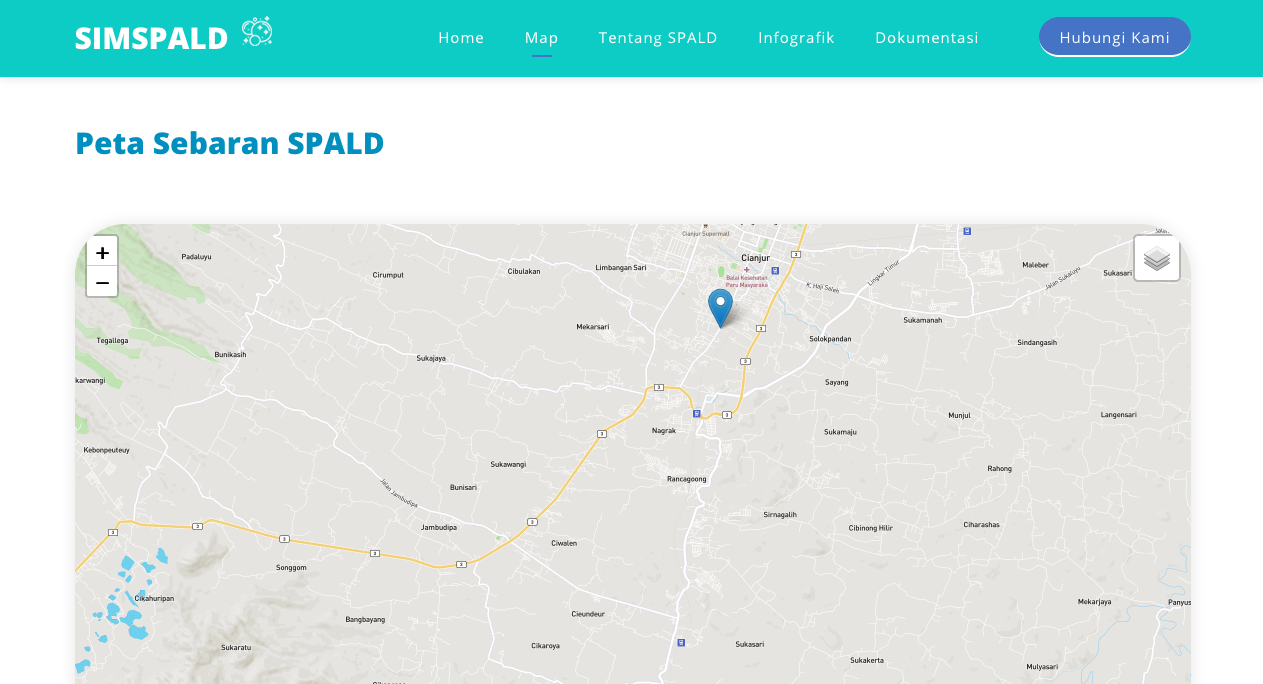 SIMSPALD
Home
Map
Tentang SPALD
Infografik
Dokumentasi
Hubungi Kami
Peta Sebaran SPALD
+
−
Cianjur Supermall
Padaluyu
Cirumput
Cibulakan
Limbangan Sari
Cianjur
Balai Kesehatan
Paru Masyaraka
3
K. Haji Saleh
Lingkar Timur
Maleber
Jalan Sukaluyu
Sukasari
Mekarsari
3
Sukamanah
Solokpandan
Sindangasih
Tegallega
Bunikasih
Sukajaya
3
karwangi
Sayang
3
3
Munjul
Langensari
3
Nagrak
Sukamaju
Kebonpeuteuy
Sukawangi
Rahong
Rancagoong
Bunisari
Jalan Jambudipa
Sirnagalih
Cibinong Hilir
Ciharashas
3
3
3
Jambudipa
3
Ciwalen
3
3
Songgom
Cikahuripan
Mekarjaya
Panyus
Cieundeur
Bangbayang
Sukaratu
Cikaroya
Sukasari
Sukakerta
Mulyasari